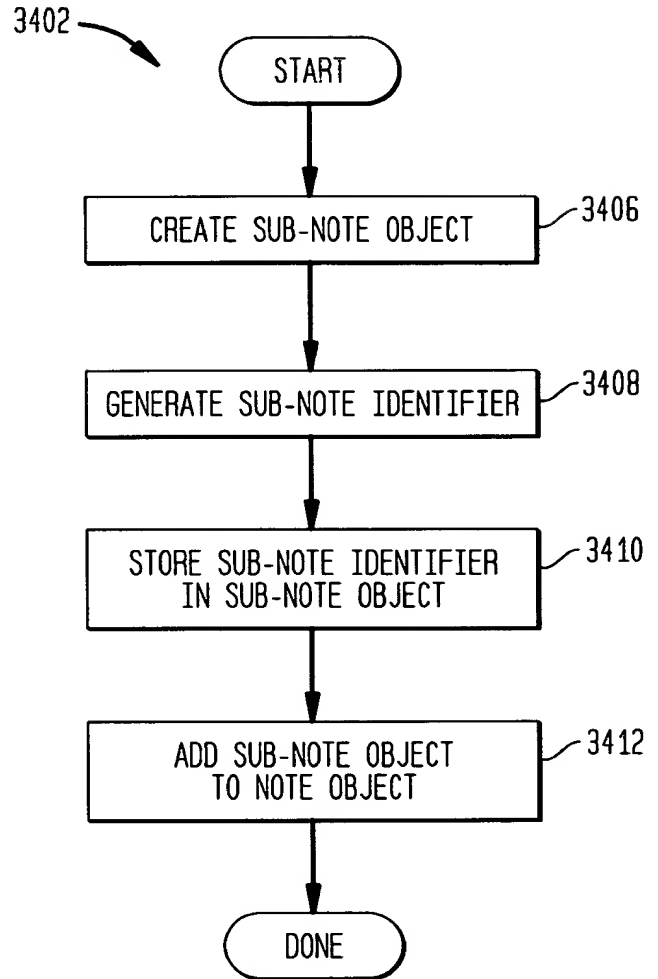 3402
START
CREATE SUB-NOTE OBJECT
3406
GENERATE SUB-NOTE IDENTIFIER
3408
STORE SUB-NOTE IDENTIFIER
IN SUB-NOTE OBJECT
3410
ADD SUB-NOTE OBJECT
TO NOTE OBJECT
3412
DONE